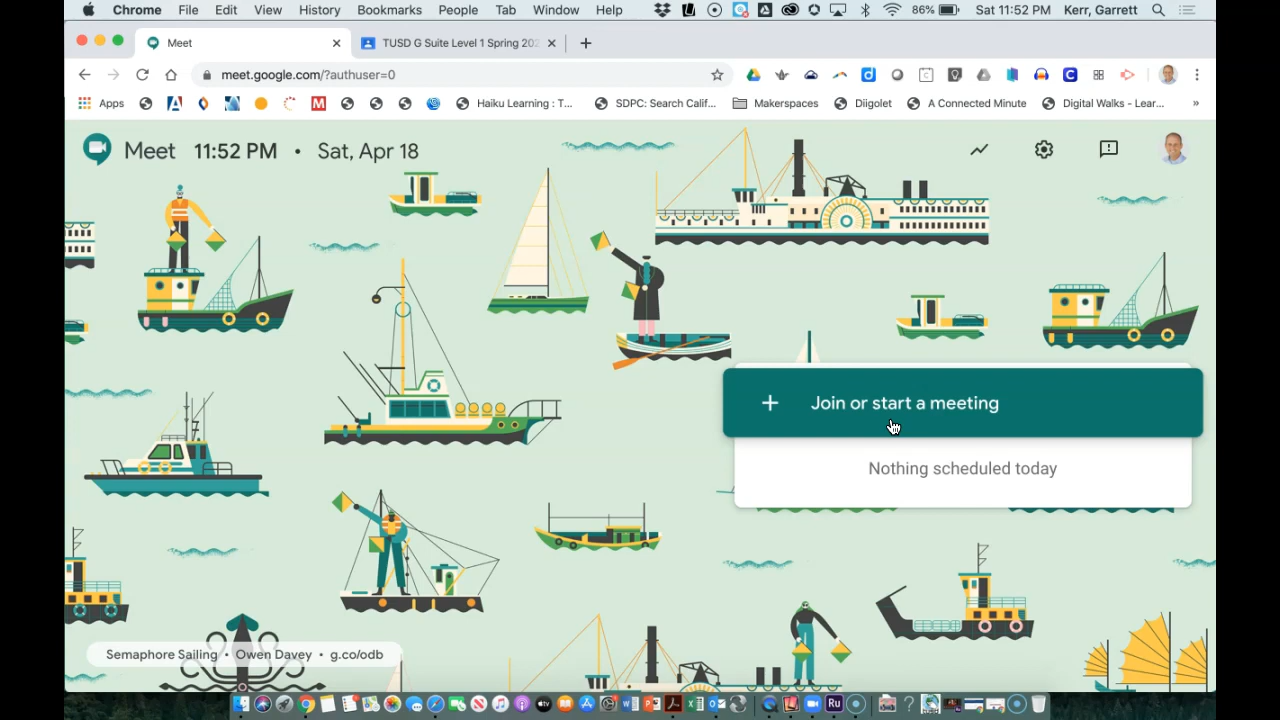 Chrome File Edit View History Bookmarks People Tab Window Help 86% Sat 11:52 PM Kerr, Garrett
Meet TUSD G Suite Level 1 Spring 202
meet.google.com/?authuser=0
Apps Haiku Learning : T... SDPC: Search Calif... Makerspaces Diigolet A Connected Minute Digital Walks - Lear... »
Meet 11:52 PM • Sat, Apr 18
+ Join or start a meeting
Nothing scheduled today
Semaphore Sailing • Owen Davey • g.co/odb